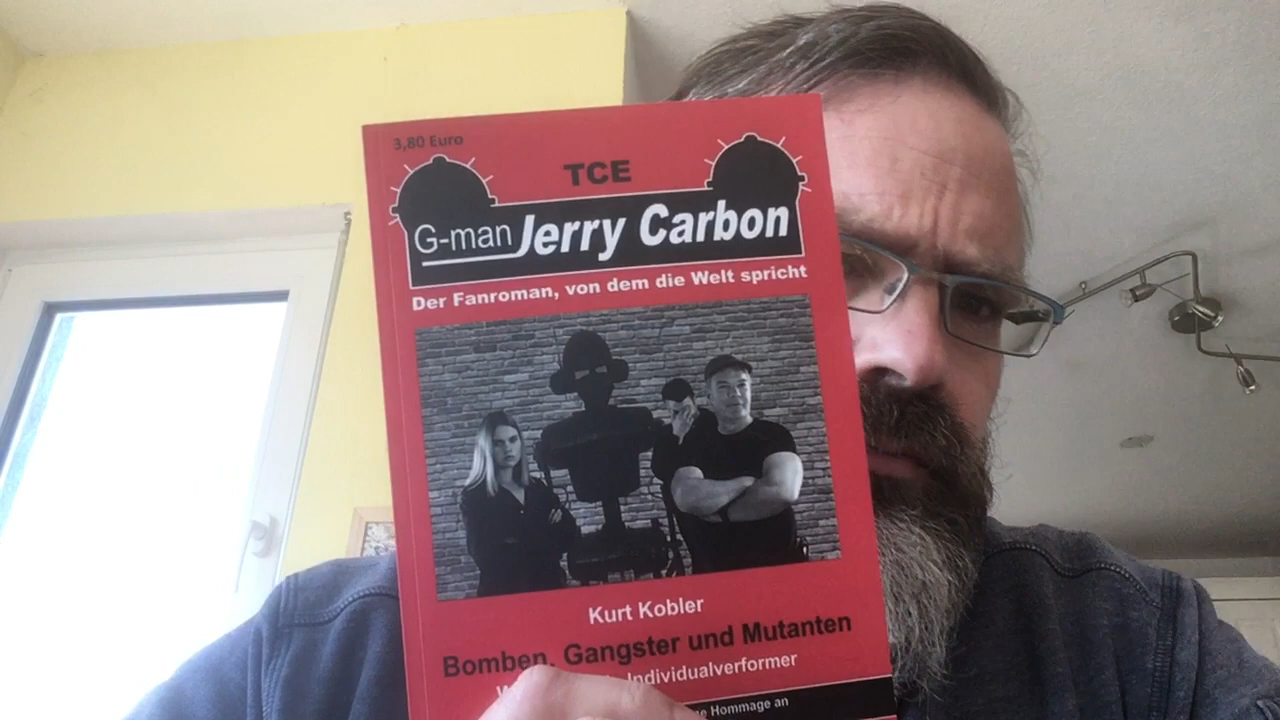 3,80 Euro
TCE
G-man Jerry Carbon
Der Fanroman, von dem die Welt spricht
Kurt Kobler
Bomben, Gangster und Mutanten
Individualverformer
Hommage an